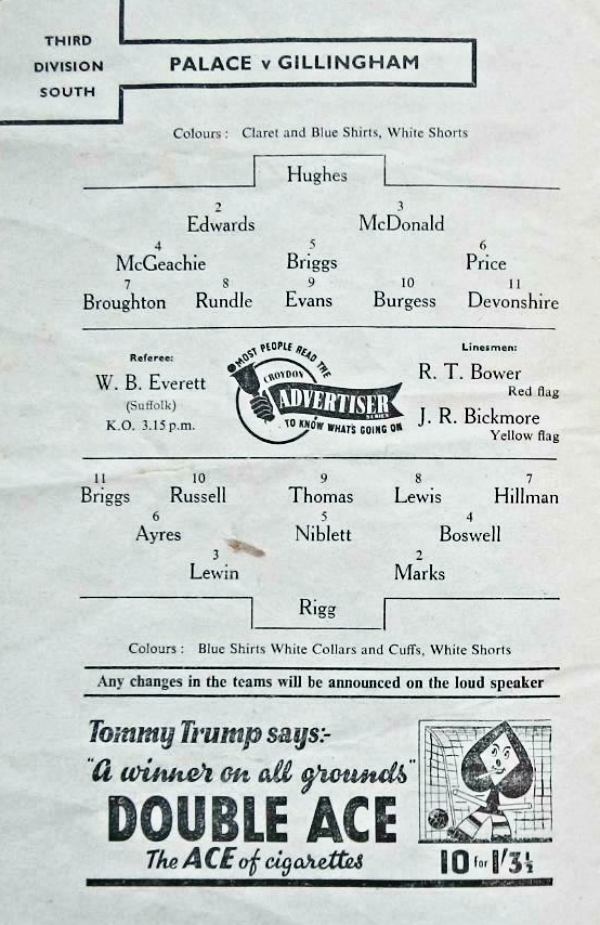 THIRD
DIVISION
SOUTH
PALACE v GILLINGHAM
Colours : Claret and Blue Shirts, White Shorts
Hughes
2 3
Edwards McDonald
4 5 6
McGeachie Briggs Price
7 8 9 10 11
Broughton Rundle Evans Burgess Devonshire
Referee:
W. B. Everett
(Suffolk)
K.O. 3.15 p.m.
MOST PEOPLE READ THE
CROYDON
ADVERTISER
SERIES
TO KNOW WHAT'S GOING ON
Linesmen:
R. T. Bower
Red flag
J. R. Bickmore
Yellow flag
11 10 9 8 7
Briggs Russell Thomas Lewis Hillman
6 5 4
Ayres Niblett Boswell
3 2
Lewin Marks
Rigg
Colours : Blue Shirts White Collars and Cuffs, White Shorts
Any changes in the teams will be announced on the loud speaker
Tommy Trump says:-
"A winner on all grounds"
DOUBLE ACE
The ACE of cigarettes
10 for 1/3½